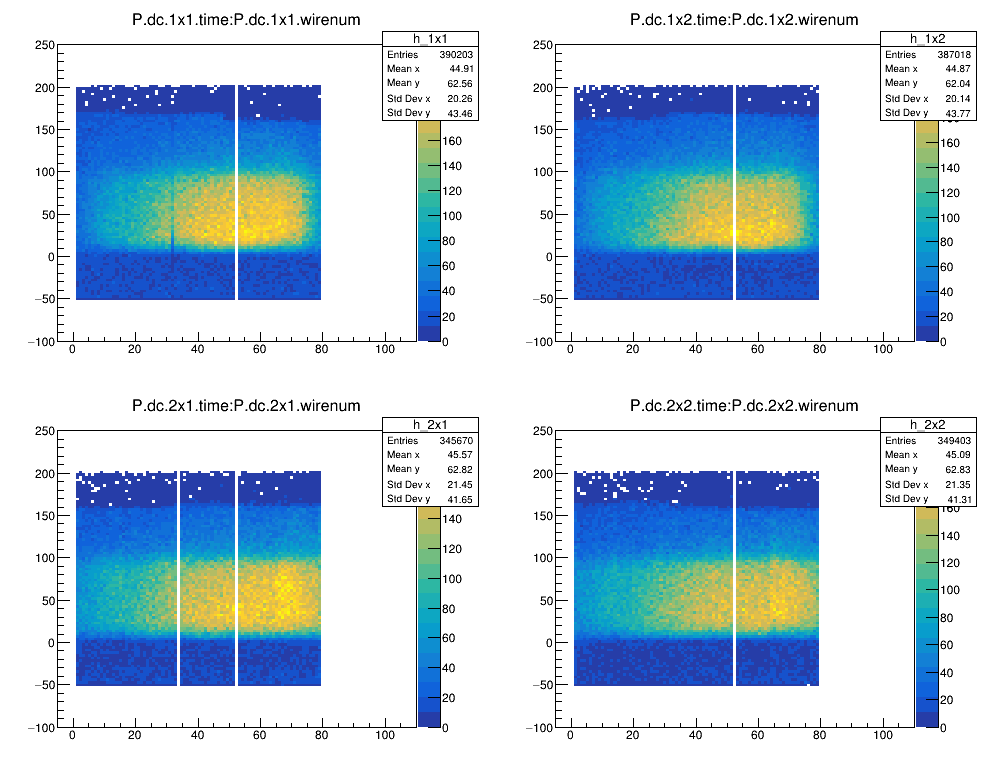 P.dc.1x1.time:P.dc.1x1.wirenum
h_1x1
Entries 390203
Mean x 44.91
Mean y 62.56
Std Dev x 20.26
Std Dev y 43.46
250
200
150
100
50
0
−50
−100
0 20 40 60 80 100
160
140
120
100
80
60
40
20
0
P.dc.1x2.time:P.dc.1x2.wirenum
h_1x2
Entries 387018
Mean x 44.87
Mean y 62.04
Std Dev x 20.14
Std Dev y 43.77
250
200
150
100
50
0
−50
−100
0 20 40 60 80 100
160
140
120
100
80
60
40
20
0
P.dc.2x1.time:P.dc.2x1.wirenum
h_2x1
Entries 345670
Mean x 45.57
Mean y 62.82
Std Dev x 21.45
Std Dev y 41.65
250
200
150
100
50
0
−50
−100
0 20 40 60 80 100
140
120
100
80
60
40
20
0
P.dc.2x2.time:P.dc.2x2.wirenum
h_2x2
Entries 349403
Mean x 45.09
Mean y 62.83
Std Dev x 21.35
Std Dev y 41.31
250
200
150
100
50
0
−50
−100
0 20 40 60 80 100
160
140
120
100
80
60
40
20
0